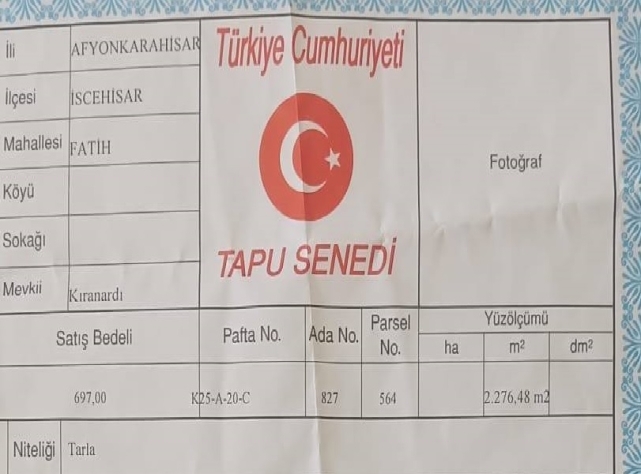 İli AFYONKARAHİSAR
Türkiye Cumhuriyeti
İlçesi İSCEHİSAR
Mahallesi FATİH
Fotoğraf
Köyü
Sokağı
TAPU SENEDİ
Mevkii Kıranardı
Satış Bedeli Pafta No. Ada No. Parsel No. Yüzölçümü
ha m² dm²
697,00 K25-A-20-C 827 564 2.276,48 m2
Niteliği Tarla